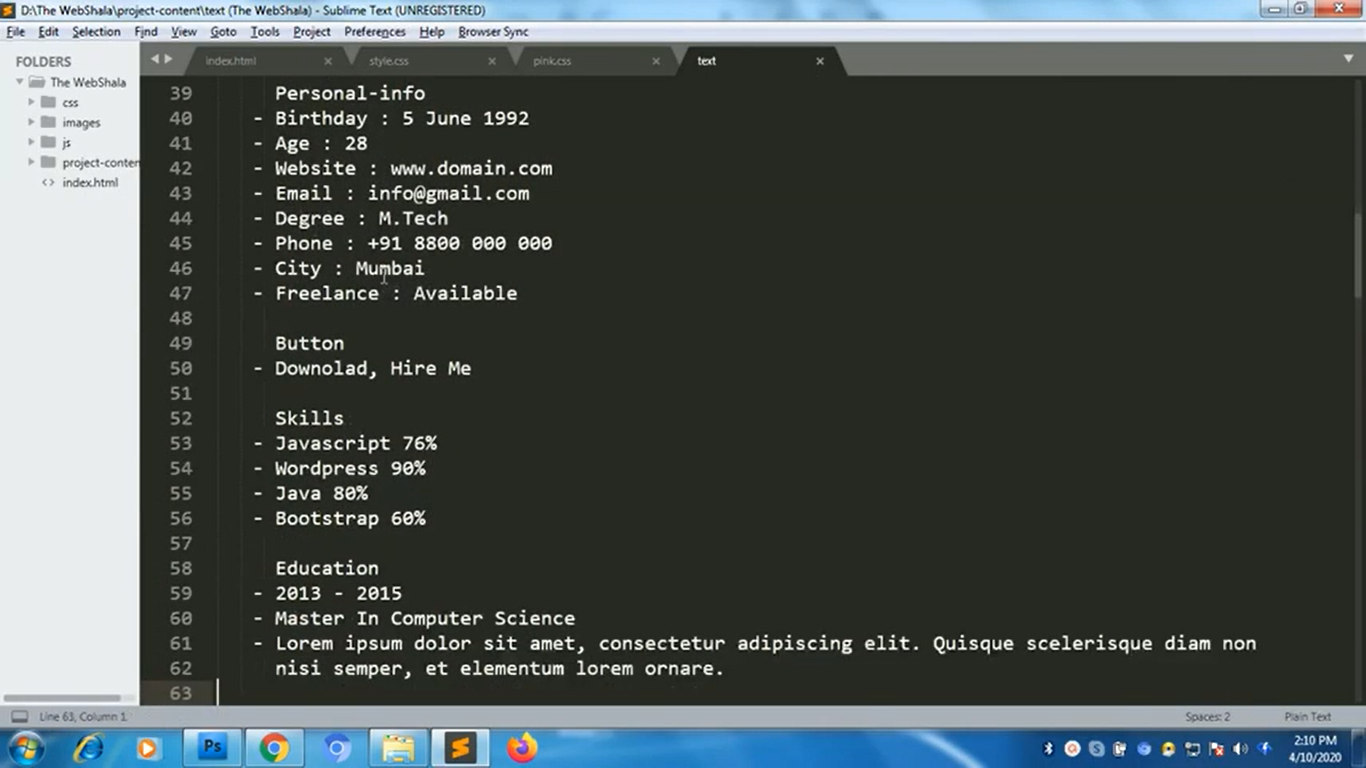 D:\The WebShala\project-content\text (The WebShala) - Sublime Text (UNREGISTERED)
File Edit Selection Find View Goto Tools Project Preferences Help Browser Sync
FOLDERS
The WebShala
css
images
js
project-conten
index.html
index.html style.css pink.css text
39 Personal-info
40 - Birthday : 5 June 1992
41 - Age : 28
42 - Website : www.domain.com
43 - Email : info@gmail.com
44 - Degree : M.Tech
45 - Phone : +91 8800 000 000
46 - City : Mumbai
47 - Freelance : Available
48
49 Button
50 - Downolad, Hire Me
51
52 Skills
53 - Javascript 76%
54 - Wordpress 90%
55 - Java 80%
56 - Bootstrap 60%
57
58 Education
59 - 2013 - 2015
60 - Master In Computer Science
61 - Lorem ipsum dolor sit amet, consectetur adipiscing elit. Quisque scelerisque diam non
62 nisi semper, et elementum lorem ornare.
63
Line 63, Column 1 Spaces: 2 Plain Text
Ps
2:10 PM
4/10/2020